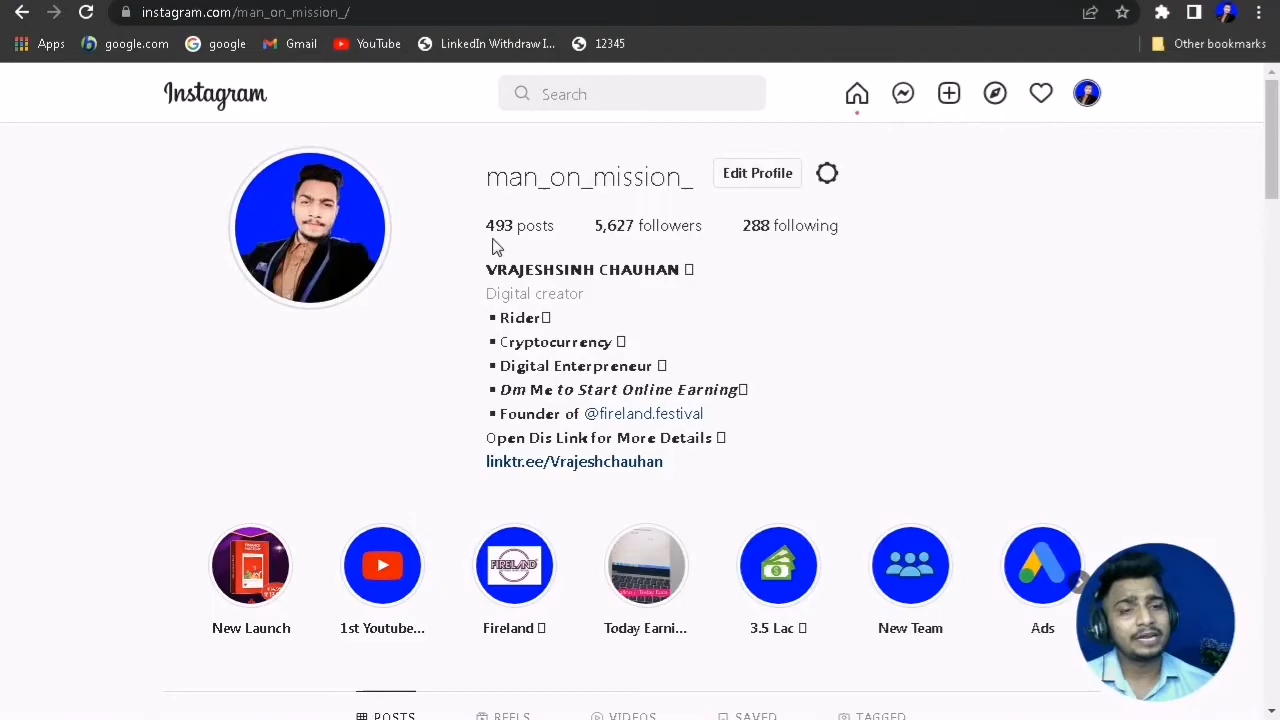 instagram.com/man_on_mission_/
Apps google.com google Gmail YouTube LinkedIn Withdraw I... 12345 Other bookmarks
Instagram Search
man_on_mission_ Edit Profile
493 posts 5,627 followers 288 following
VRAJESHSINH CHAUHAN
Digital creator
▪Rider
▪Cryptocurrency
▪Digital Enterpreneur
▪Dm Me to Start Online Earning
▪Founder of @fireland.festival
Open Dis Link for More Details
linktr.ee/Vrajeshchauhan
FIRELAND
New Launch 1st Youtube... Fireland Today Earni... 3.5 Lac New Team Ads
POSTS REELS VIDEOS SAVED TAGGED